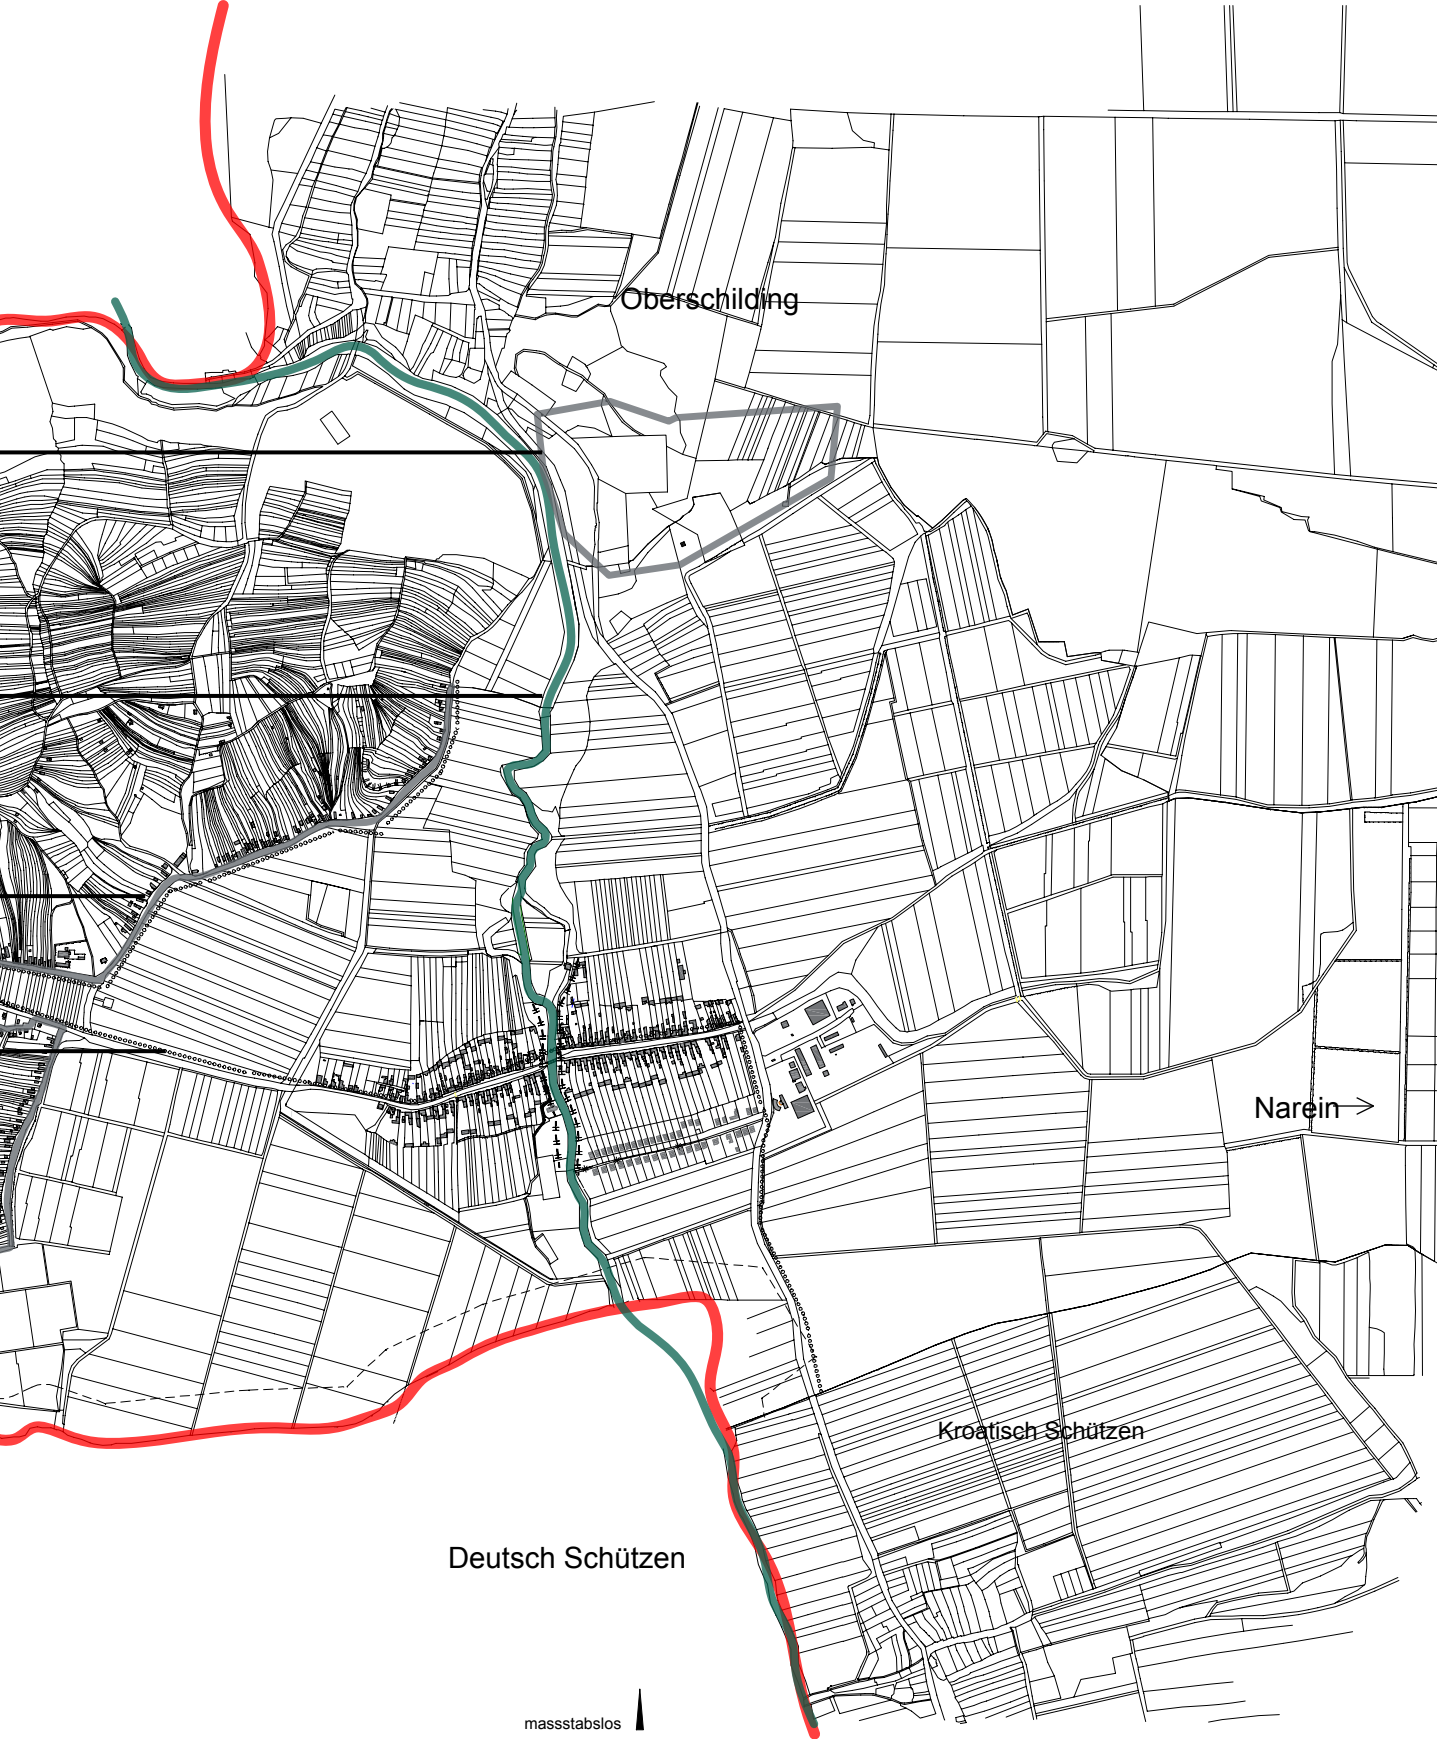 Oberschilding
Narein
Kroatisch Schützen
Deutsch Schützen
massstabslos